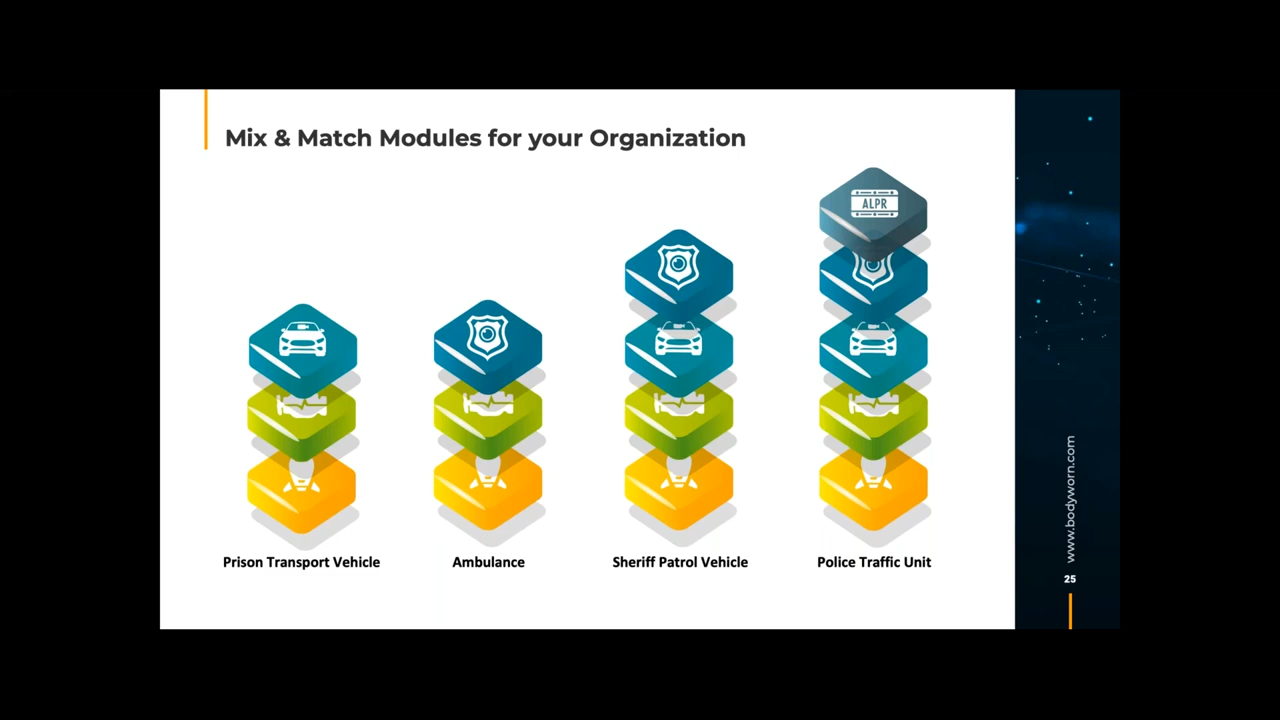 Mix & Match Modules for your Organization
ALPR
Prison Transport Vehicle
Ambulance
Sheriff Patrol Vehicle
Police Traffic Unit
www.bodyworn.com
25